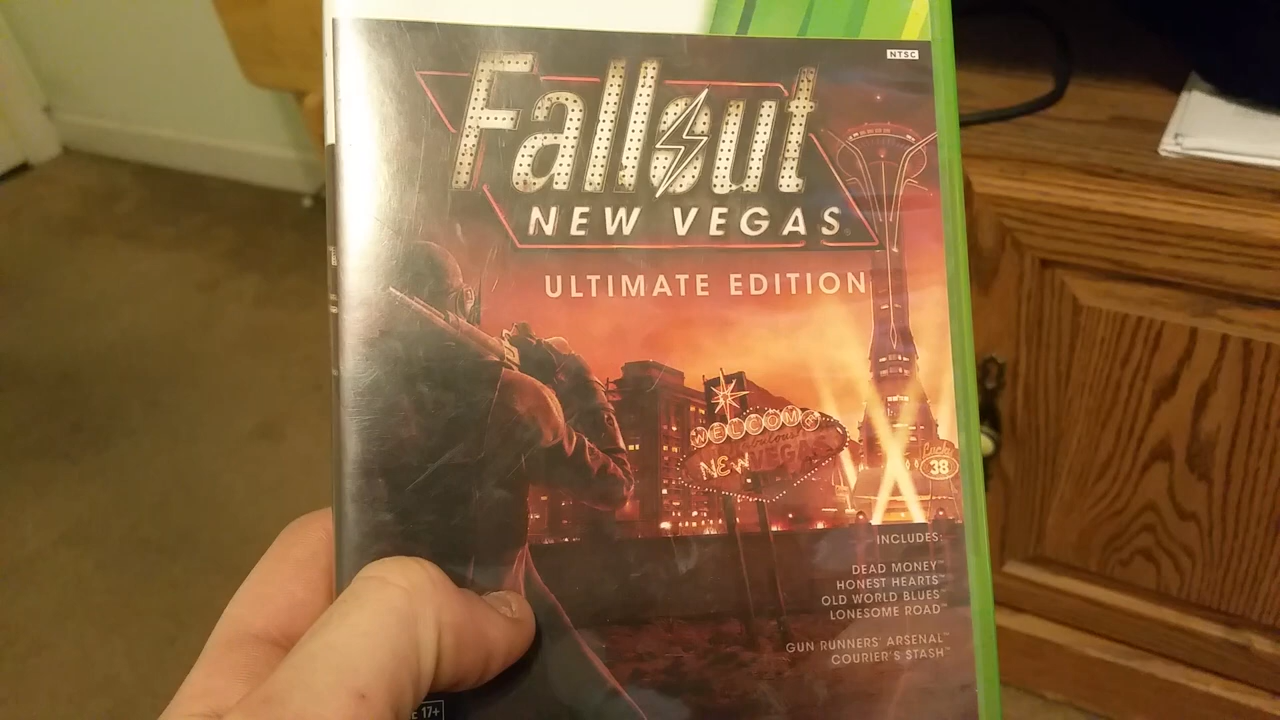 NTSC
Fallout
NEW VEGAS
ULTIMATE EDITION
WELCOME
fabulous
NEW VEGAS
Lucky
38
INCLUDES:
DEAD MONEY™
HONEST HEARTS™
OLD WORLD BLUES™
LONESOME ROAD™
GUN RUNNERS' ARSENAL™
COURIER'S STASH™
17+